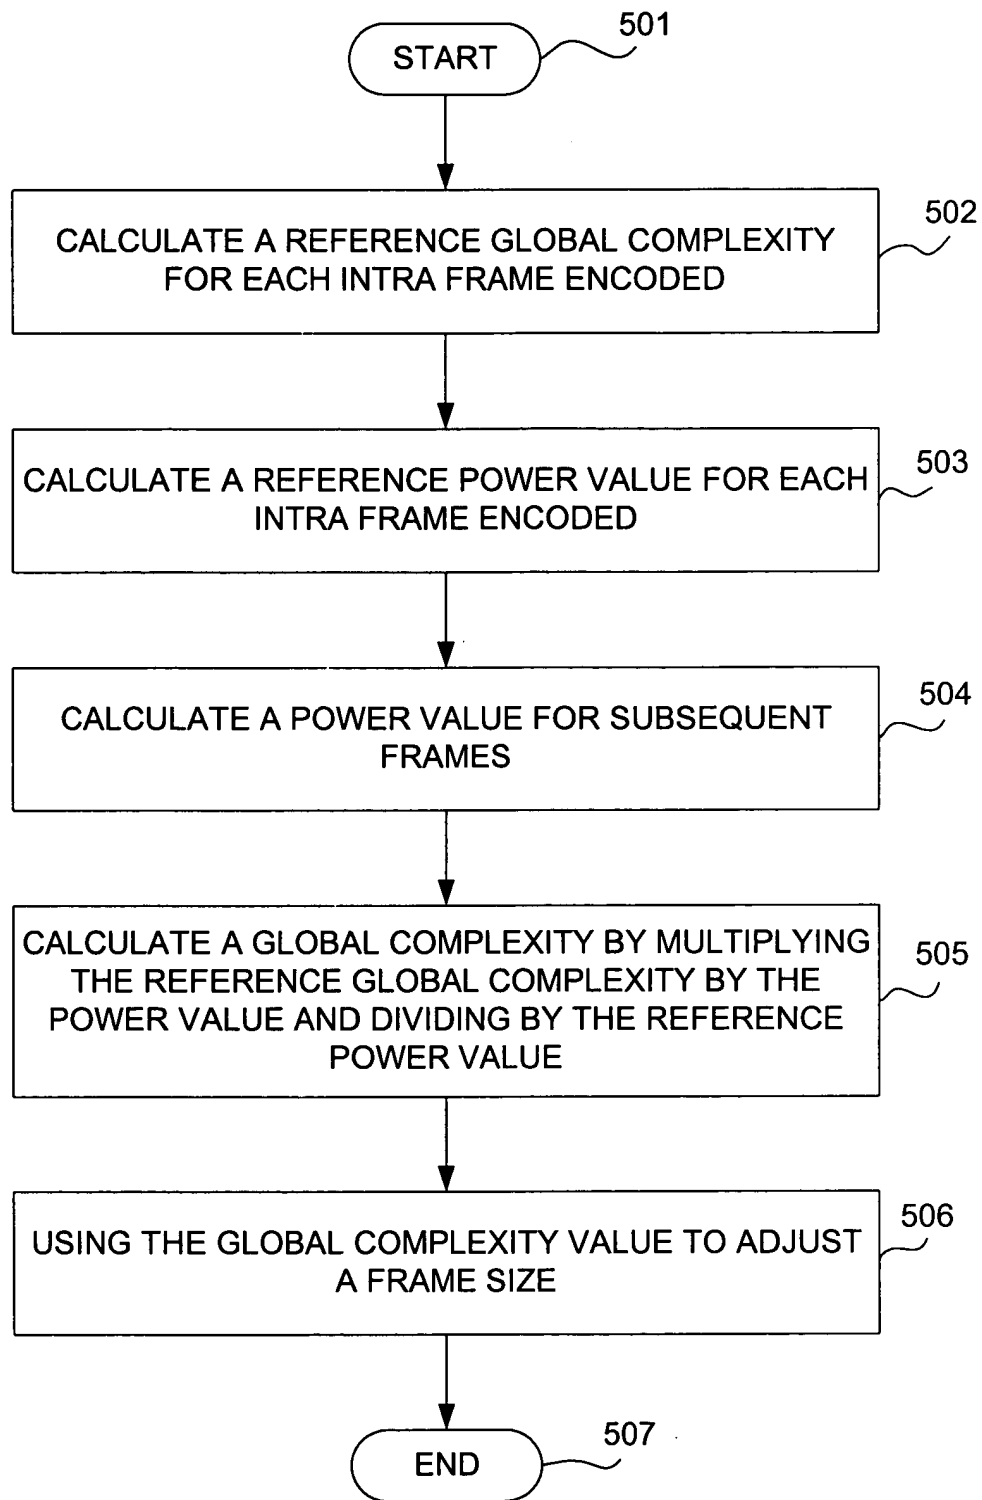 START
501
CALCULATE A REFERENCE GLOBAL COMPLEXITY
FOR EACH INTRA FRAME ENCODED
502
CALCULATE A REFERENCE POWER VALUE FOR EACH
INTRA FRAME ENCODED
503
CALCULATE A POWER VALUE FOR SUBSEQUENT
FRAMES
504
CALCULATE A GLOBAL COMPLEXITY BY MULTIPLYING
THE REFERENCE GLOBAL COMPLEXITY BY THE
POWER VALUE AND DIVIDING BY THE REFERENCE
POWER VALUE
505
USING THE GLOBAL COMPLEXITY VALUE TO ADJUST
A FRAME SIZE
506
END
507